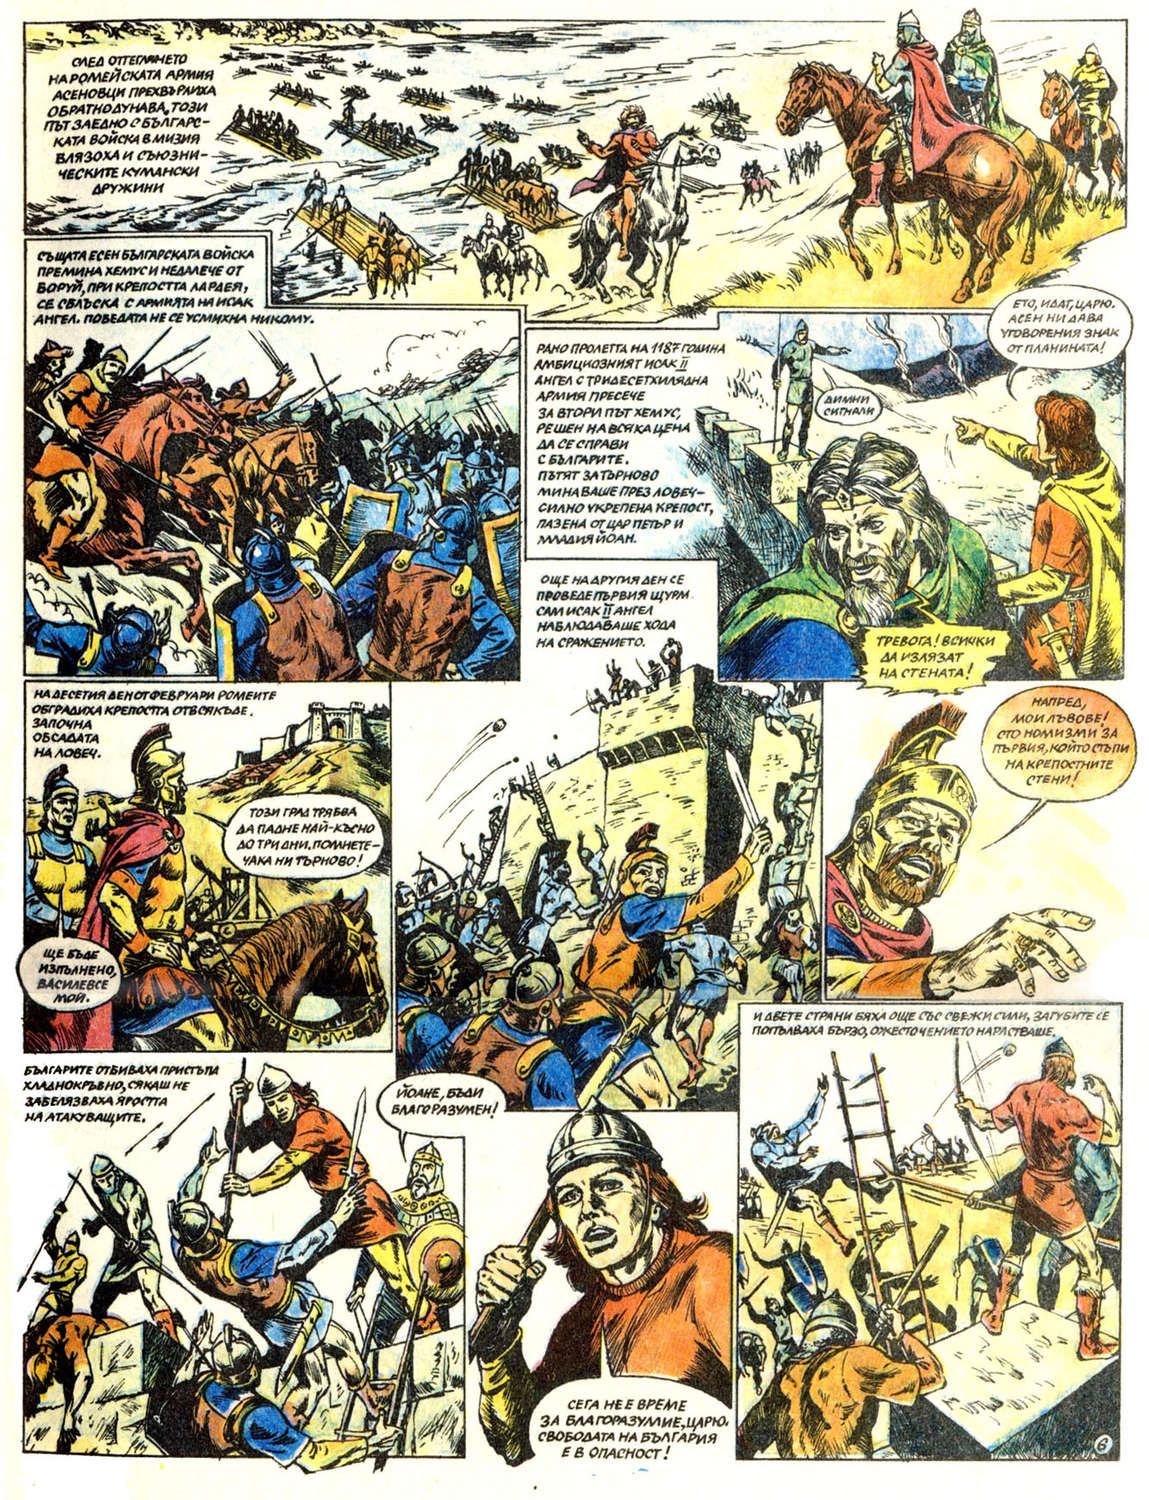 СЛЕД ОТТЕГЛЯНЕТО
НА РОМЕЙСКАТА АРМИЯ
АСЕНОВЦИ ПРЕХВЪРЛИХА
ОБРАТНО ДУНАВА, ТОЗИ
ПЪТ ЗАЕДНО С БЪЛГАРС-
КАТА ВОЙСКА В МИЗИЯ
ВЛЯЗОХА И СЪЮЗНИ-
ЧЕСКИТЕ КУМАНСКИ
ДРУЖИНИ
СЪЩАТА ЕСЕН БЪЛГАРСКАТА ВОЙСКА
ПРЕМИНА ХЕМУС И НЕДАЛЕЧЕ ОТ
БОРУЙ, ПРИ КРЕПОСТТА ЛАРДЕЯ,
СЕ СБЛЪСКА С АРМИЯТА НА ИСАК
АНГЕЛ. ПОБЕДАТА НЕ СЕ УСМИХНА НИКОМУ.
РАНО ПРОЛЕТТА НА 1187 ГОДИНА
АМБИЦИОЗНИЯТ ИСАК II
АНГЕЛ С ТРИДЕСЕТХИЛЯДНА
АРМИЯ ПРЕСЕЧЕ
ЗА ВТОРИ ПЪТ ХЕМУС,
РЕШЕН НА ВСЯКА ЦЕНА
ДА СЕ СПРАВИ
С БЪЛГАРИТЕ.
ПЪТЯТ ЗА ТЪРНОВО
МИНАВАШЕ ПРЕЗ ЛОВЕЧ-
СИЛНО УКРЕПЕНА КРЕПОСТ,
ПАЗЕНА ОТ ЦАР ПЕТЪР И
МЛАДИЯ ЙОАН.
ЕТО, ИДАТ, ЦАРЮ.
АСЕН НИ ДАВА
УГОВОРЕНИЯ ЗНАК
ОТ ПЛАНИНАТА!
ДИМНИ
СИГНАЛИ
ТРЕВОГА! ВСИЧКИ
ДА ИЗЛЯЗАТ
НА СТЕНАТА!
НА ДЕСЕТИЯ ДЕН ОТ ФЕВРУАРИ РОМЕИТЕ
ОБГРАДИХА КРЕПОСТТА ОТВСЯКЪДЕ.
ЗАПОЧНА
ОБСАДАТА
НА ЛОВЕЧ.
ТОЗИ ГРАД ТРЯБВА
ДА ПАДНЕ НАЙ-КЪСНО
ДО ТРИ ДНИ. ПОМНЕТЕ-
ЧАКА НИ ТЪРНОВО!
ЩЕ БЪДЕ
ИЗПЪЛНЕНО,
ВАСИЛЕВСЕ
МОЙ.
ОЩЕ НА ДРУГИЯ ДЕН СЕ
ПРОВЕДЕ ПЪРВИЯ ЩУРМ.
САМ ИСАК II АНГЕЛ
НАБЛЮДАВАШЕ ХОДА
НА СРАЖЕНИЕТО.
НАПРЕД,
МОИ ЛЪВОВЕ!
СТО НОМИЗМИ ЗА
ПЪРВИЯ, КОЙТО СТЪПИ
НА КРЕПОСТНИТЕ
СТЕНИ!
БЪЛГАРИТЕ ОТБИВАХА ПРИСТЪПА
ХЛАДНОКРЪВНО, СЯКАШ НЕ
ЗАБЕЛЯЗВАХА ЯРОСТТА
НА АТАКУВАЩИТЕ.
ЙОАНЕ, БЪДИ
БЛАГОРАЗУМЕН!
СЕГА НЕ Е ВРЕМЕ
ЗА БЛАГОРАЗУМИЕ, ЦАРЮ.
СВОБОДАТА НА БЪЛГАРИЯ
Е В ОПАСНОСТ!
И ДВЕТЕ СТРАНИ БЯХА ОЩЕ СЪС СВЕЖИ СИЛИ, ЗАГУБИТЕ СЕ
ПОПЪЛВАХА БЪРЗО, ОЖЕСТОЧЕНИЕТО НАРАСТВАШЕ.
6